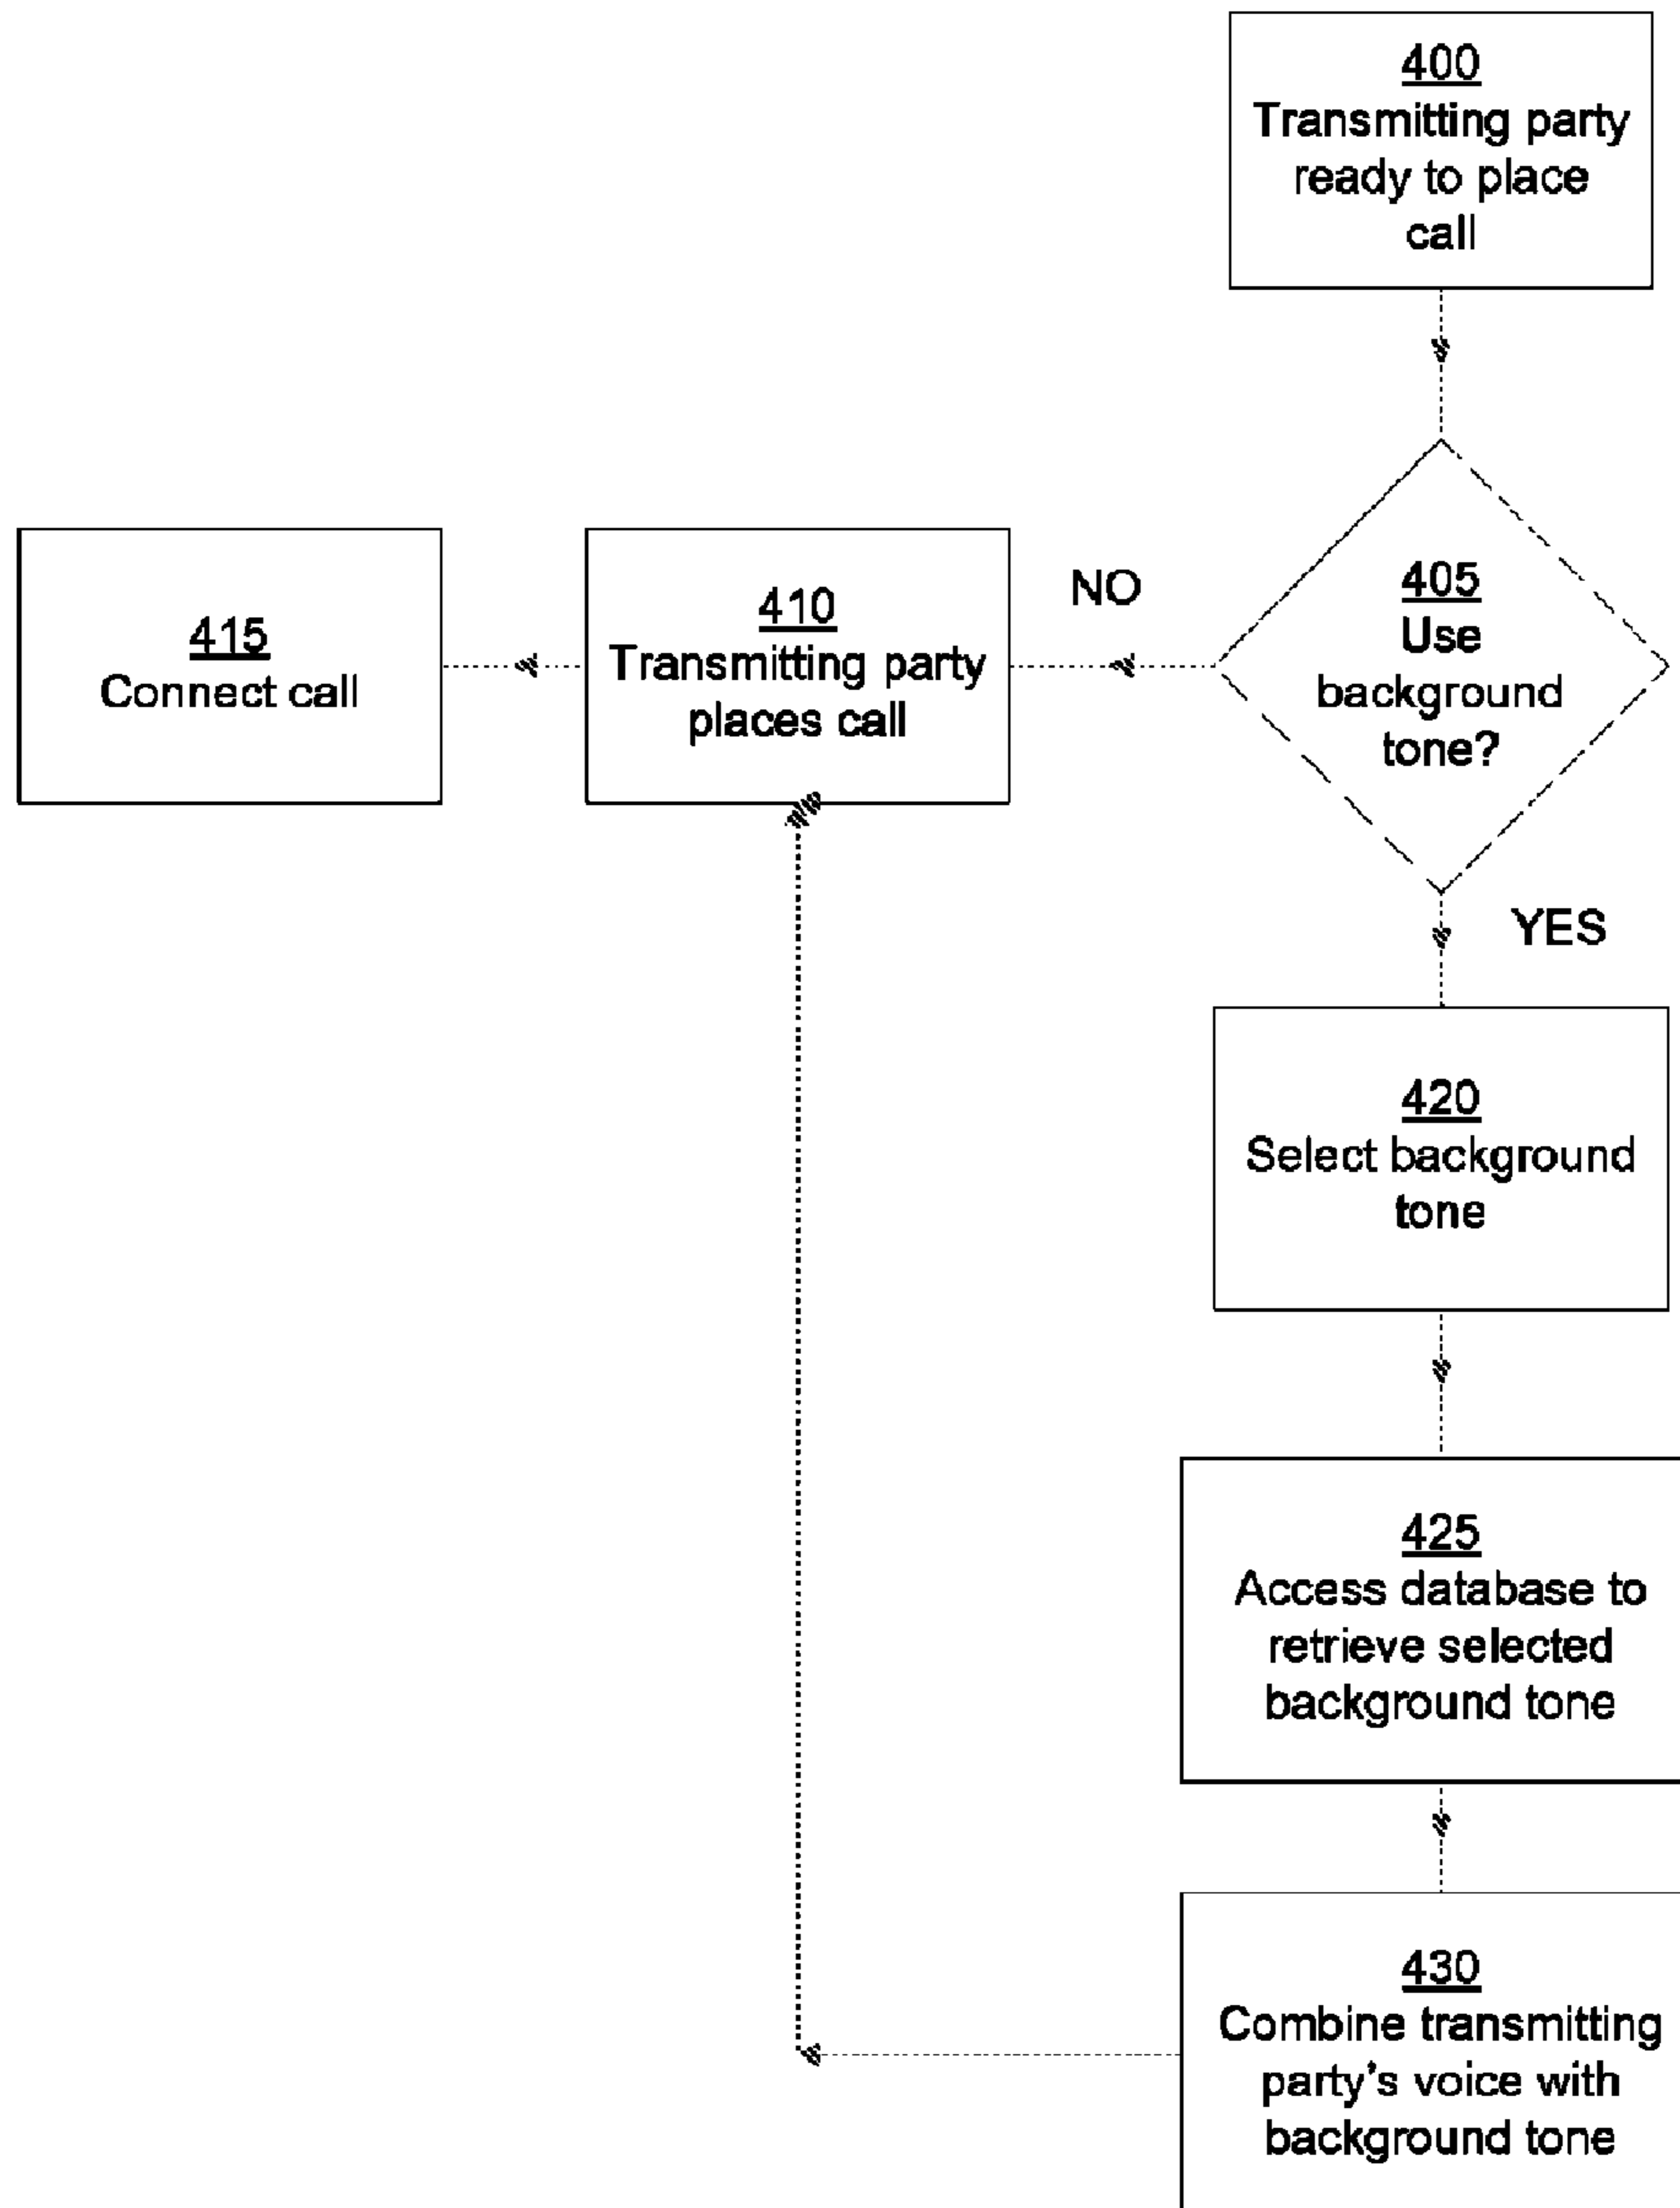 400
Transmitting party
ready to place
call
405
Use
background
tone?
NO
410
Transmitting party
places call
415
Connect call
YES
420
Select background
tone
425
Access database to
retrieve selected
background tone
430
Combine transmitting
party's voice with
background tone